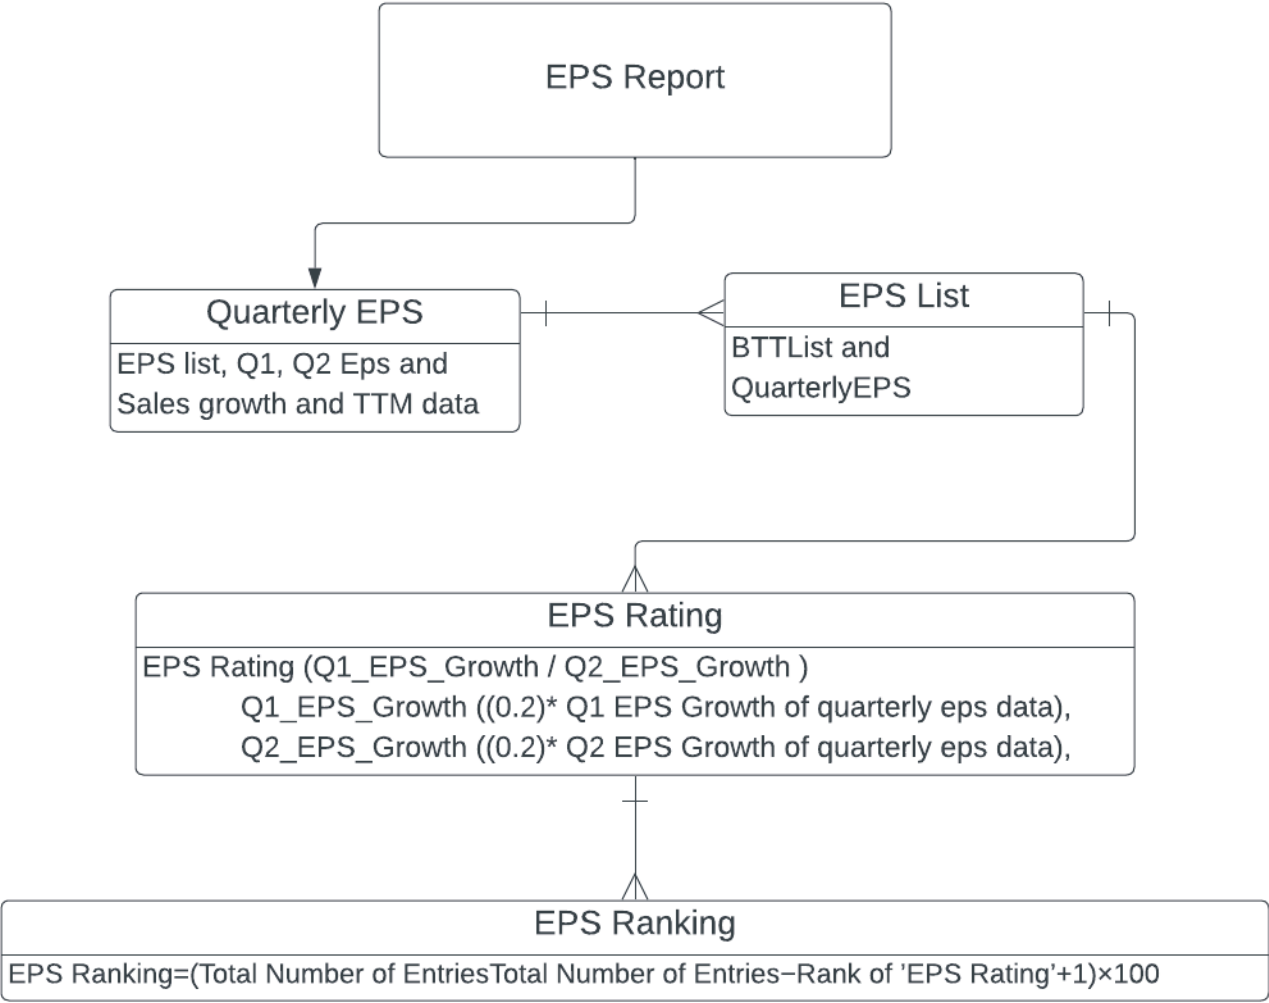 EPS Report
Quarterly EPS
EPS list, Q1, Q2 Eps and
Sales growth and TTM data
EPS List
BTTList and
QuarterlyEPS
EPS Rating
EPS Rating (Q1_EPS_Growth / Q2_EPS_Growth )
Q1_EPS_Growth ((0.2)* Q1 EPS Growth of quarterly eps data),
Q2_EPS_Growth ((0.2)* Q2 EPS Growth of quarterly eps data),
EPS Ranking
EPS Ranking=(Total Number of EntriesTotal Number of Entries−Rank of ’EPS Rating’+1)×100